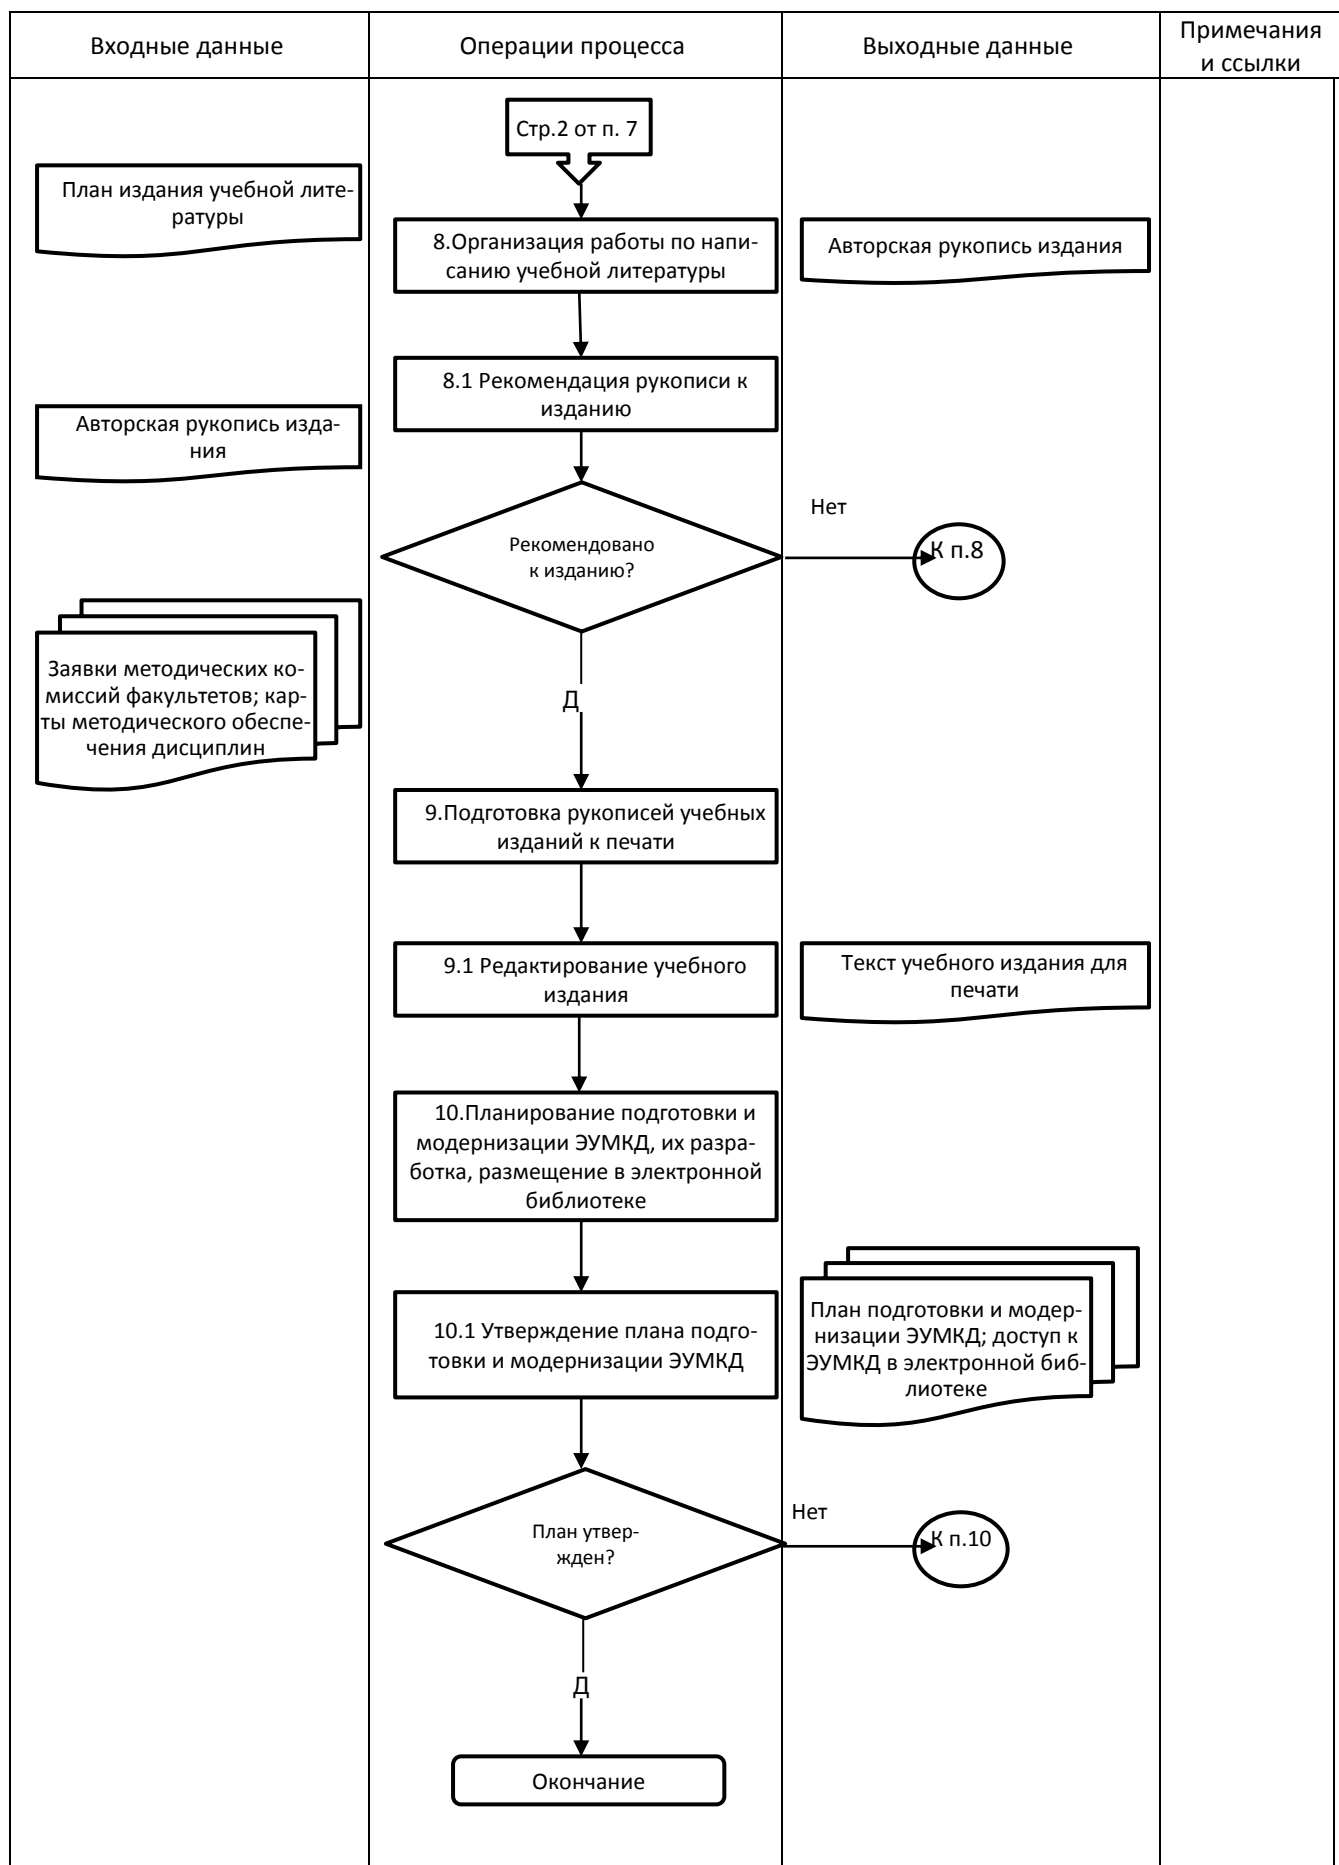 Входные данные
Операции процесса
Выходные данные
Примечания
и ссылки
Стр.2 от п. 7
План издания учебной лите-
ратуры
8.Организация работы по напи-
санию учебной литературы
Авторская рукопись издания
8.1 Рекомендация рукописи к
изданию
Авторская рукопись изда-
ния
Рекомендовано
к изданию?
Нет
К п.8
Заявки методических ко-
миссий факультетов; кар-
ты методического обеспе-
чения дисциплин
Д
9.Подготовка рукописей учебных
изданий к печати
9.1 Редактирование учебного
издания
Текст учебного издания для
печати
10.Планирование подготовки и
модернизации ЭУМКД, их разра-
ботка, размещение в электронной
библиотеке
10.1 Утверждение плана подго-
товки и модернизации ЭУМКД
План подготовки и модер-
низации ЭУМКД; доступ к
ЭУМКД в электронной биб-
лиотеке
План утвер-
жден?
Нет
К п.10
Д
Окончание